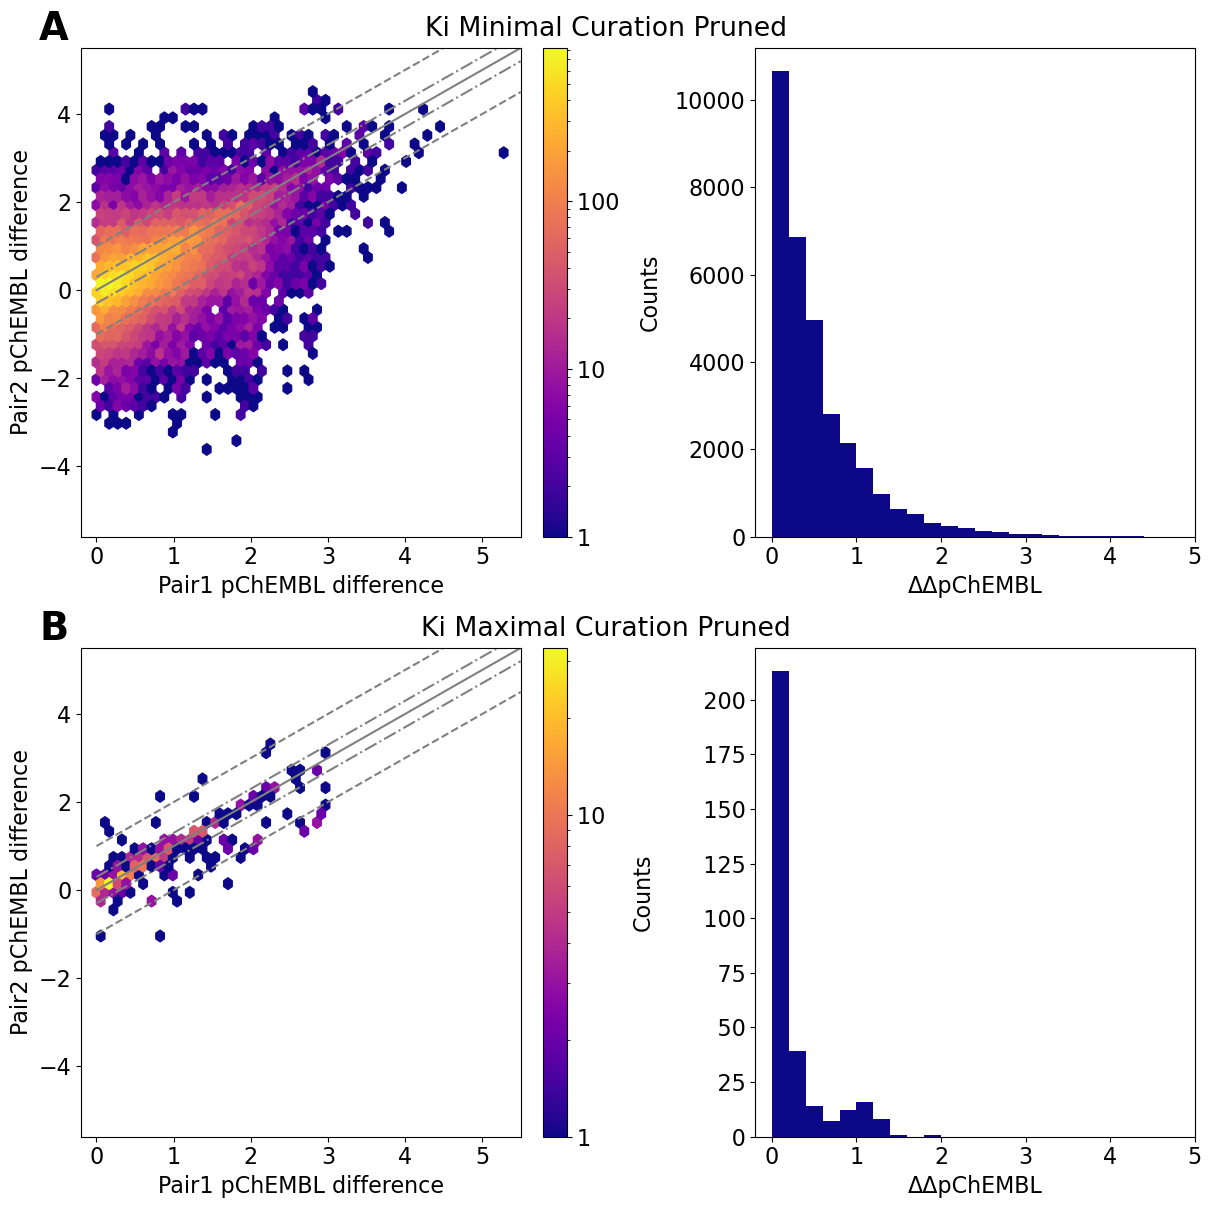 A
Ki Minimal Curation Pruned
4
2
0
−2
−4
Pair2 pChEMBL difference
0 1 2 3 4 5
Pair1 pChEMBL difference
100
10
1
Counts
10000
8000
6000
4000
2000
0
0 1 2 3 4 5
ΔΔpChEMBL
B
Ki Maximal Curation Pruned
4
2
0
−2
−4
Pair2 pChEMBL difference
0 1 2 3 4 5
Pair1 pChEMBL difference
10
1
Counts
200
175
150
125
100
75
50
25
0
0 1 2 3 4 5
ΔΔpChEMBL